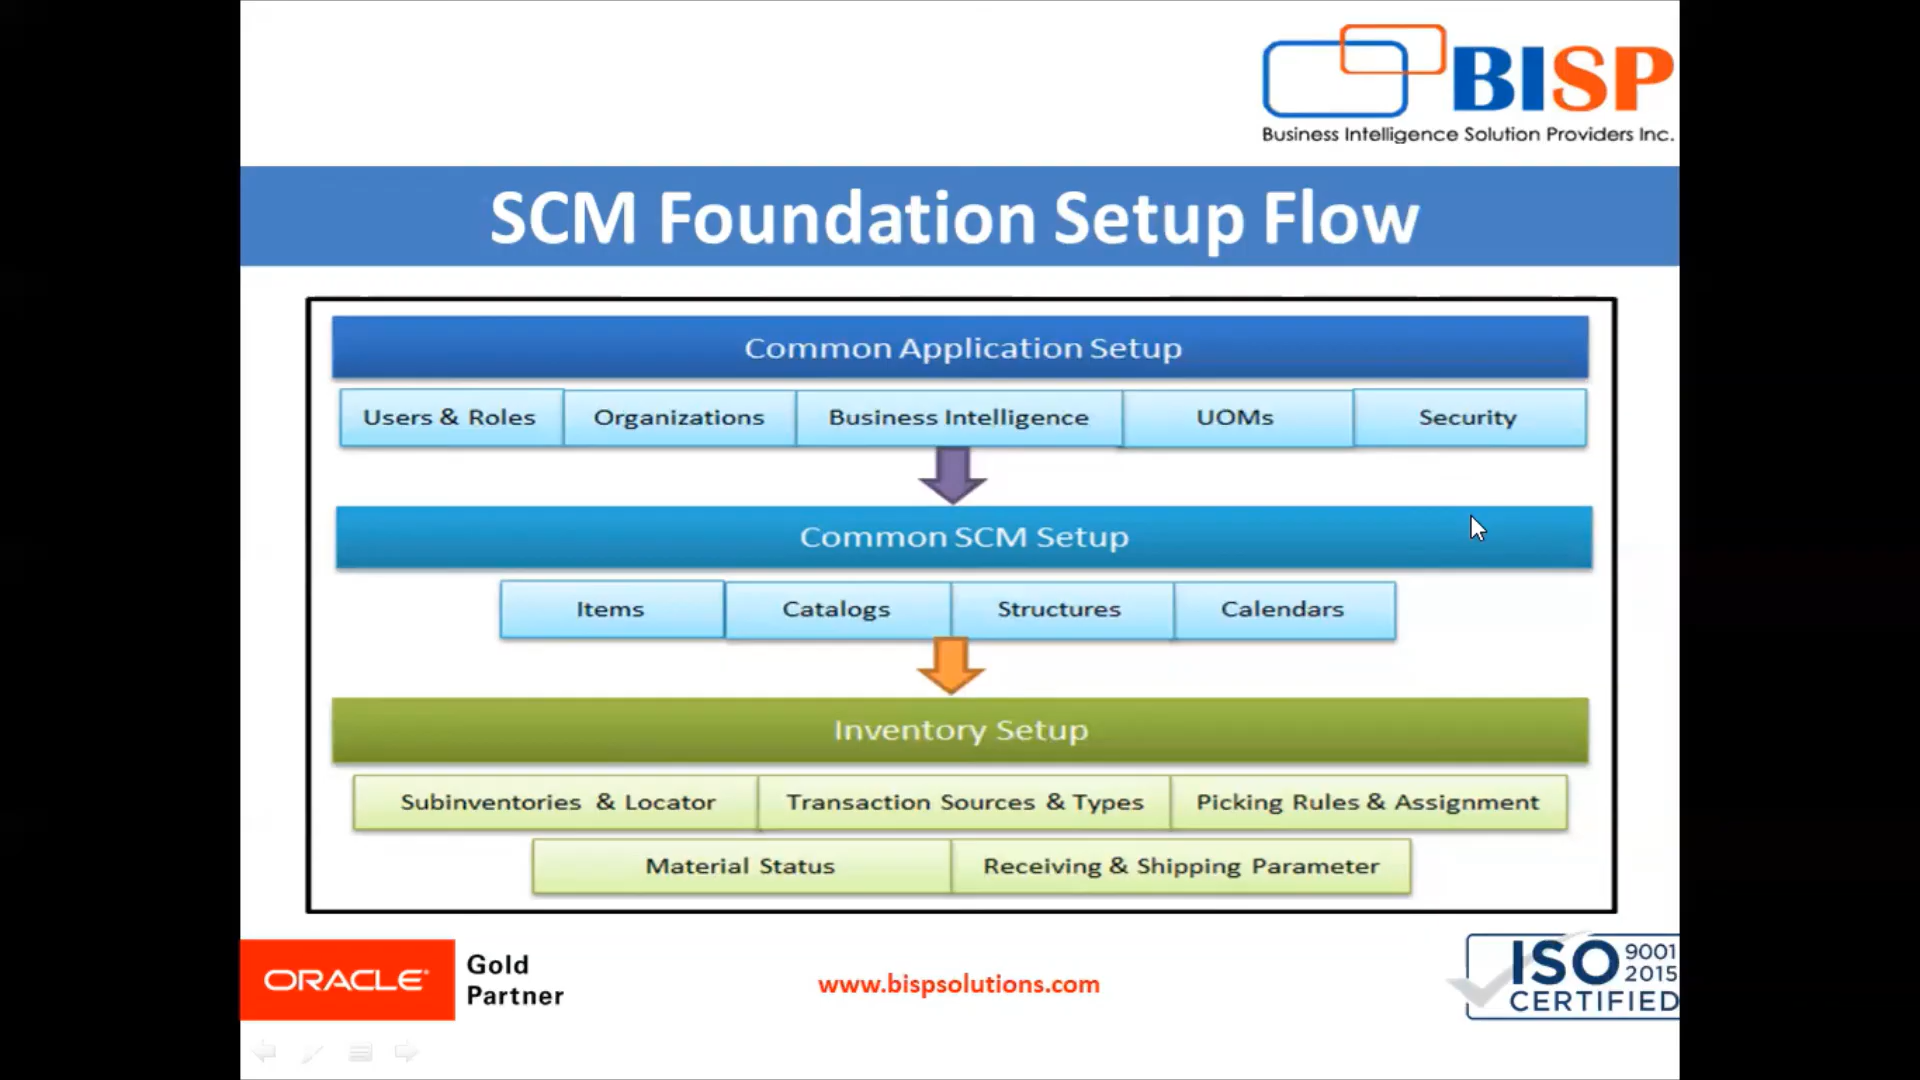 BISP
Business Intelligence Solution Providers Inc.
SCM Foundation Setup Flow
Common Application Setup
Users & Roles
Organizations
Business Intelligence
UOMs
Security
Common SCM Setup
Items
Catalogs
Structures
Calendars
Inventory Setup
Subinventories & Locator
Transaction Sources & Types
Picking Rules & Assignment
Material Status
Receiving & Shipping Parameter
ORACLE®
Gold
Partner
www.bispsolutions.com
ISO 9001
2015
CERTIFIED